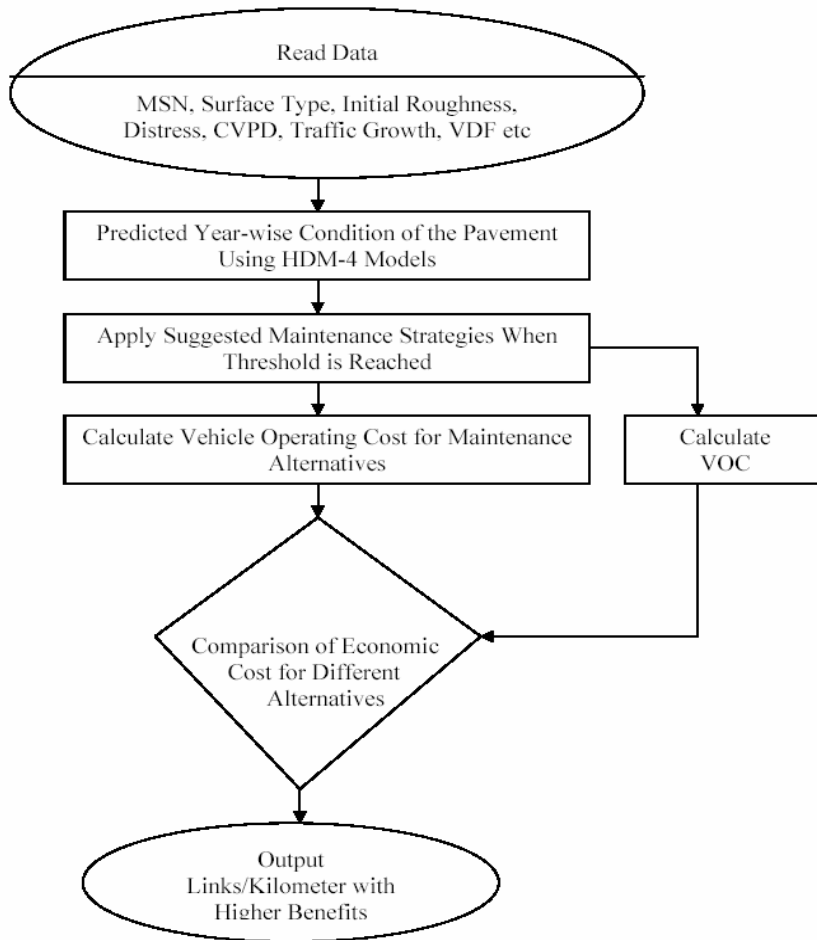 Read Data
MSN, Surface Type, Initial Roughness,
Distress, CVPD, Traffic Growth, VDF etc
Predicted Year-wise Condition of the Pavement
Using HDM-4 Models
Apply Suggested Maintenance Strategies When
Threshold is Reached
Calculate Vehicle Operating Cost for Maintenance
Alternatives
Calculate
VOC
Comparison of Economic
Cost for Different
Alternatives
Output
Links/Kilometer with
Higher Benefits